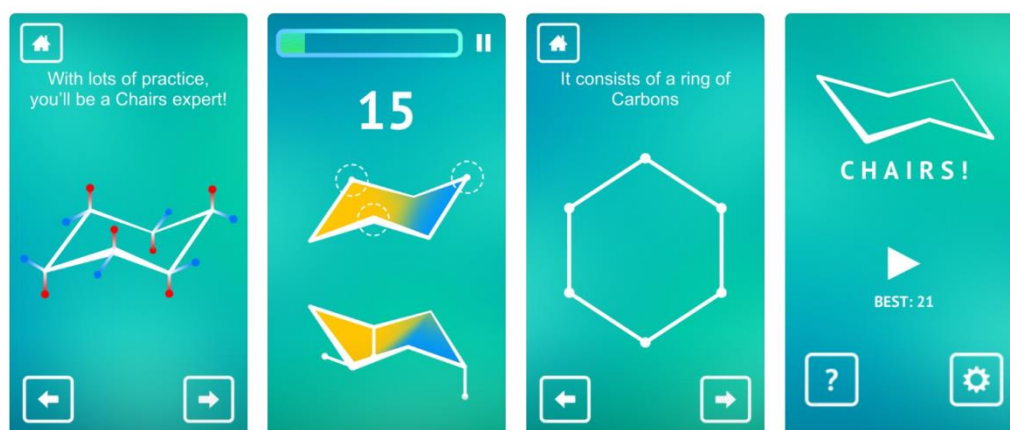 With lots of practice,
you'll be a Chairs expert!
15
It consists of a ring of
Carbons
CHAIRS!
BEST: 21
?